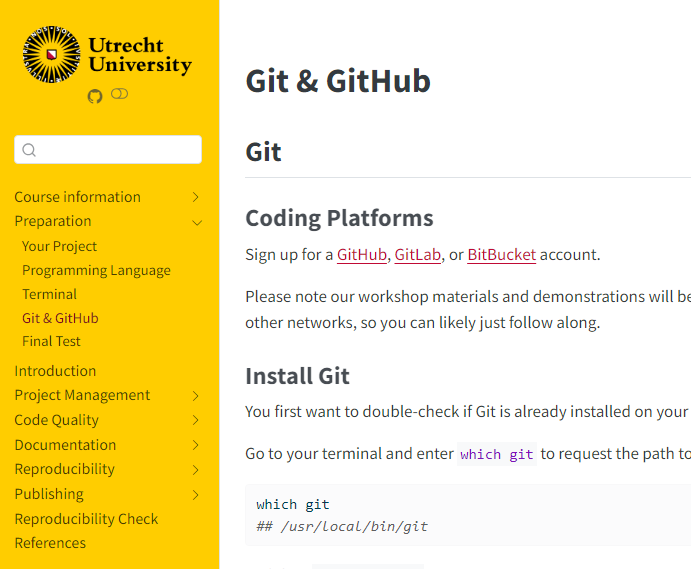 Utrecht
University
Course information
Preparation
Your Project
Programming Language
Terminal
Git & GitHub
Final Test
Introduction
Project Management
Code Quality
Documentation
Reproducibility
Publishing
Reproducibility Check
References
Git & GitHub
Git
Coding Platforms
Sign up for a GitHub, GitLab, or BitBucket account.
Please note our workshop materials and demonstrations will be
other networks, so you can likely just follow along.
Install Git
You first want to double-check if Git is already installed on your
Go to your terminal and enter which git to request the path to
which git
## /usr/local/bin/git